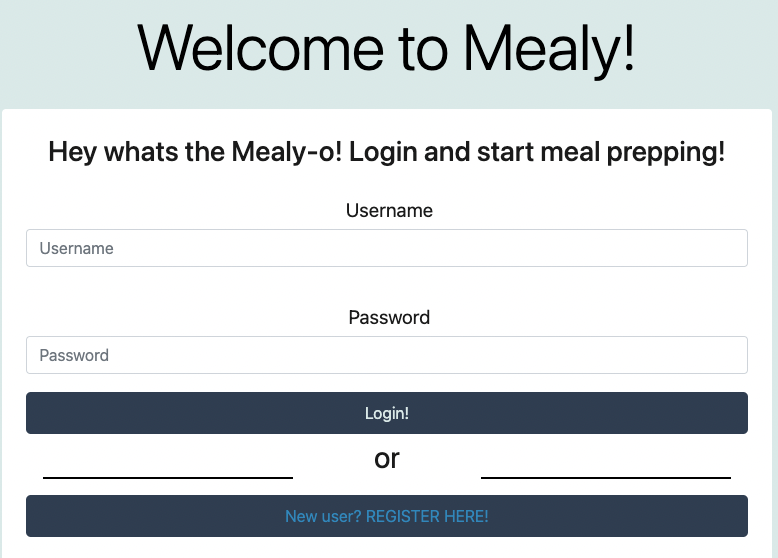 Welcome to Mealy!
Hey whats the Mealy-o! Login and start meal prepping!
Username
Username
Password
Password
Login!
or
New user? REGISTER HERE!